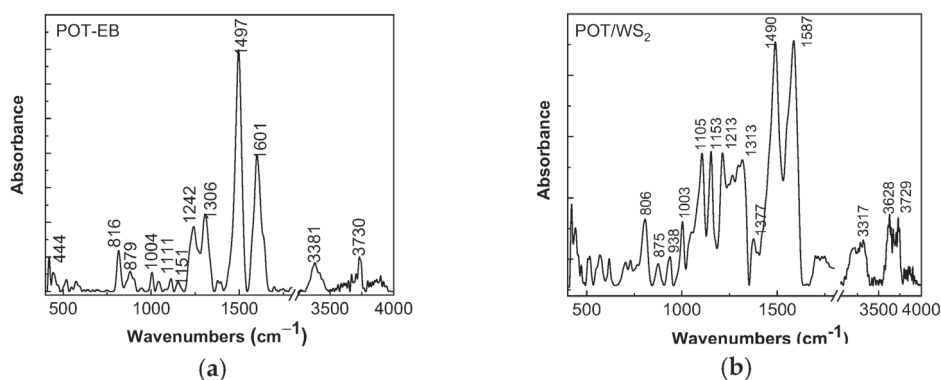 POT-EB
1497
1601
1242
1306
816
879
1004
1111
1151
444
3381
3730
Absorbance
500 1000 1500 3500 4000
Wavenumbers (cm⁻¹)
(a)
POT/WS₂
1490
1587
1105
1153
1213
1313
806
875
938
1003
1377
3317
3628
3729
Absorbance
500 1000 1500 3500 4000
Wavenumbers (cm⁻¹)
(b)